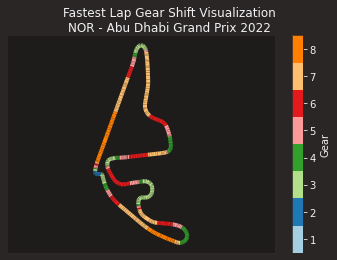 Fastest Lap Gear Shift Visualization
NOR - Abu Dhabi Grand Prix 2022
8
7
6
5
4
3
2
1
Gear